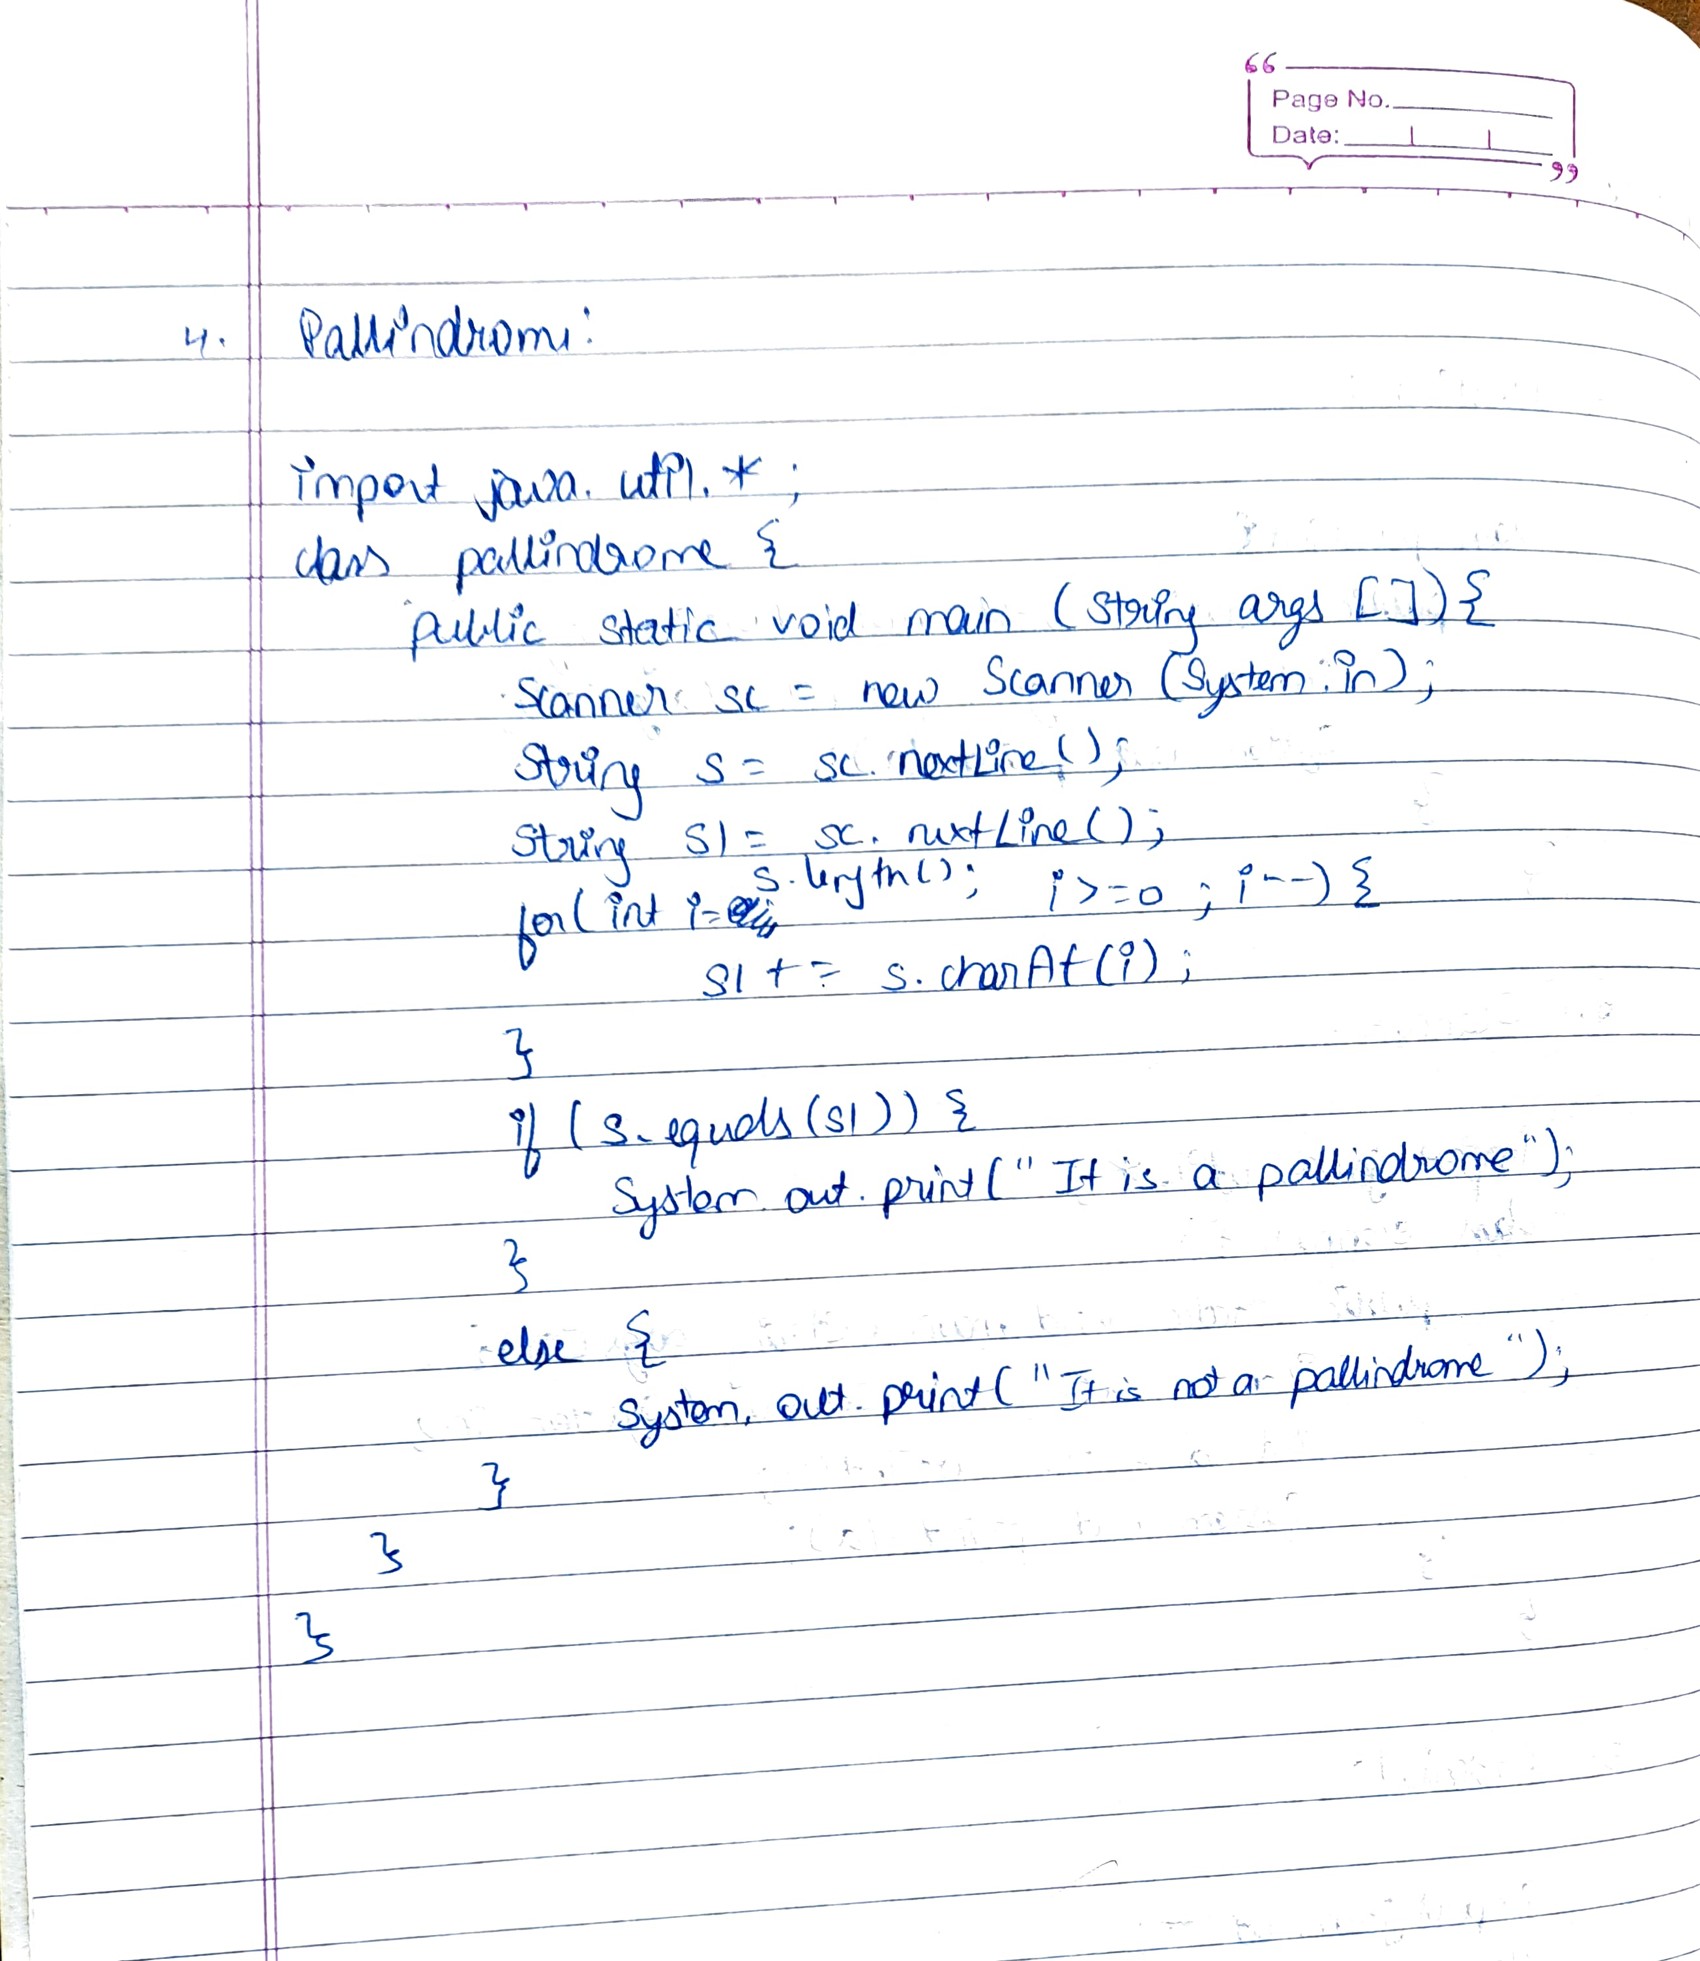 “
Page No.
Date:
”
4. Pallindrome:
import java.util.*;
class pallindrome {
public static void main (String args []) {
Scanner sc = new Scanner (System.in);
String s = sc.nextLine();
String s1 = sc.nextLine();
for( int i= s.length(); i>=0 ; i--) {
s1 += s.charAt(i);
}
if (s.equals(s1)) {
System.out.print(" It is a pallindrome");
}
else {
System.out.print("It is not a pallindrome");
}
}
}